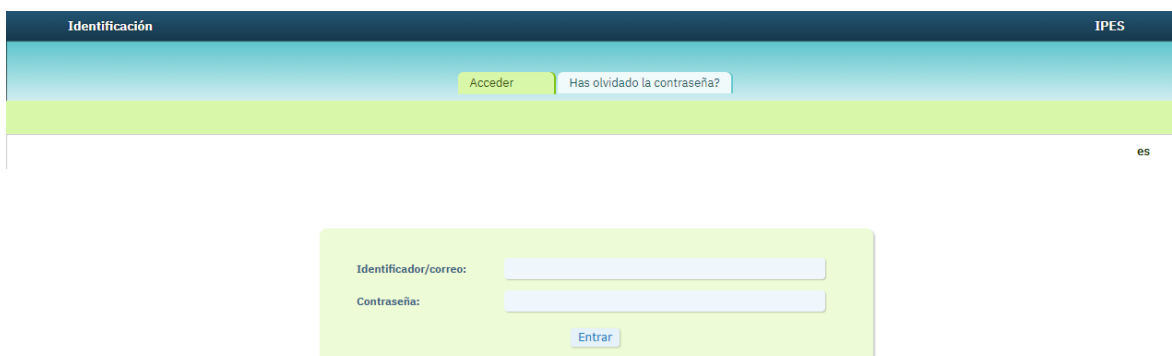 Identificación IPES
Acceder Has olvidado la contraseña?
es
Identificador/correo:
Contraseña:
Entrar